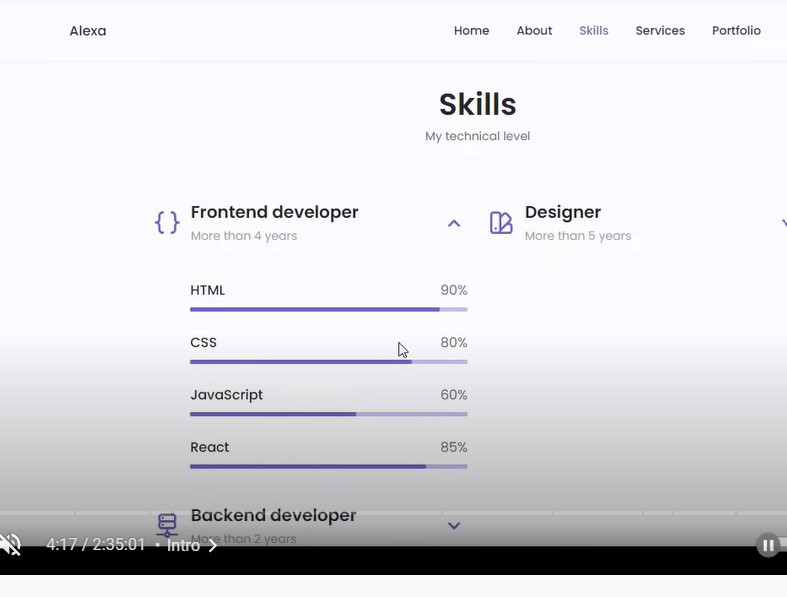 Alexa
Home About Skills Services Portfolio
Skills
My technical level
Frontend developer
More than 4 years
Designer
More than 5 years
HTML 90%
CSS 80%
JavaScript 60%
React 85%
Backend developer
More than 2 years
4:17 / 2:35:01 • Intro